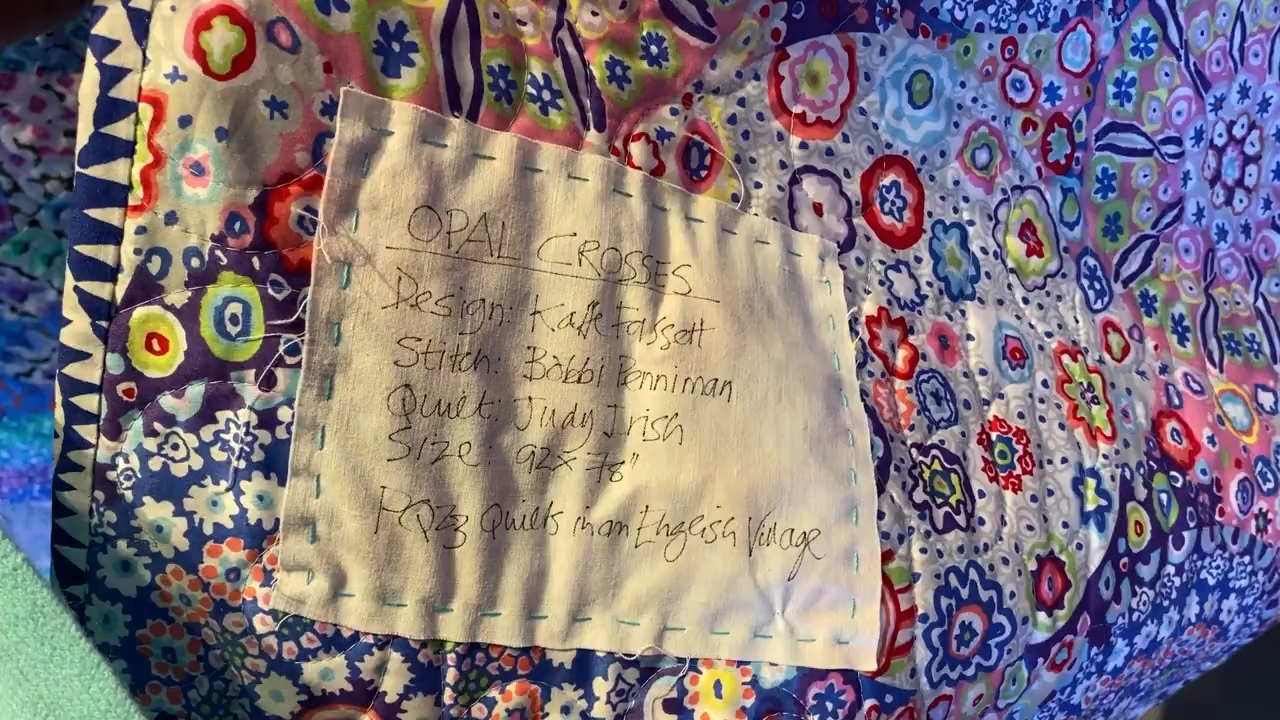 OPAL CROSSES
Design: Kaffe Fassett
Stitch: Bobbi Penniman
Quilt: Judy Irish
Size: 92 x 78"
PQ23 Quilts in an English Village